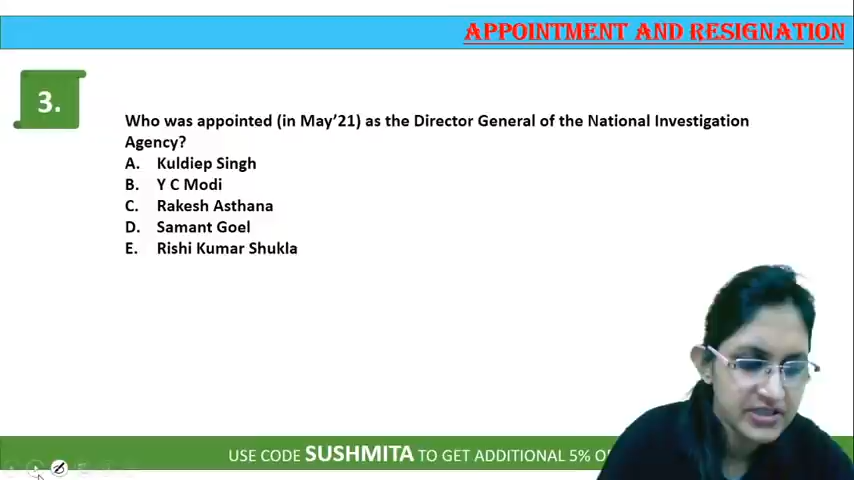 APPOINTMENT AND RESIGNATION
3.
Who was appointed (in May'21) as the Director General of the National Investigation
Agency?
A. Kuldiep Singh
B. Y C Modi
C. Rakesh Asthana
D. Samant Goel
E. Rishi Kumar Shukla
USE CODE SUSHMITA TO GET ADDITIONAL 5%